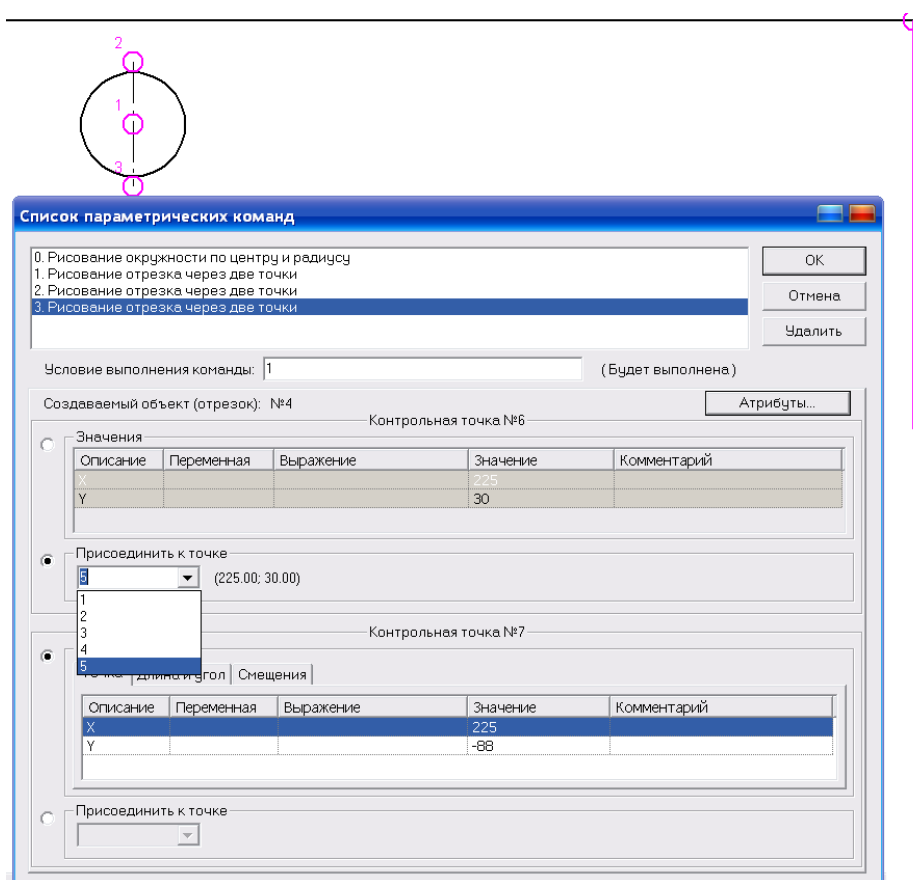 2
1
3
Список параметрических команд
0. Рисование окружности по центру и радиусу
1. Рисование отрезка через две точки
2. Рисование отрезка через две точки
3. Рисование отрезка через две точки
OK
Отмена
Удалить
Условие выполнения команды: 1 (Будет выполнена)
Создаваемый объект (отрезок): №4
Атрибуты...
Контрольная точка №6
Значения
Описание Переменная Выражение Значение Комментарий
X 225
Y 30
Присоединить к точке
5 (225.00; 30.00)
1
2
3
4
5
Контрольная точка №7
Точка Длина и угол Смещения
Описание Переменная Выражение Значение Комментарий
X 225
Y -88
Присоединить к точке